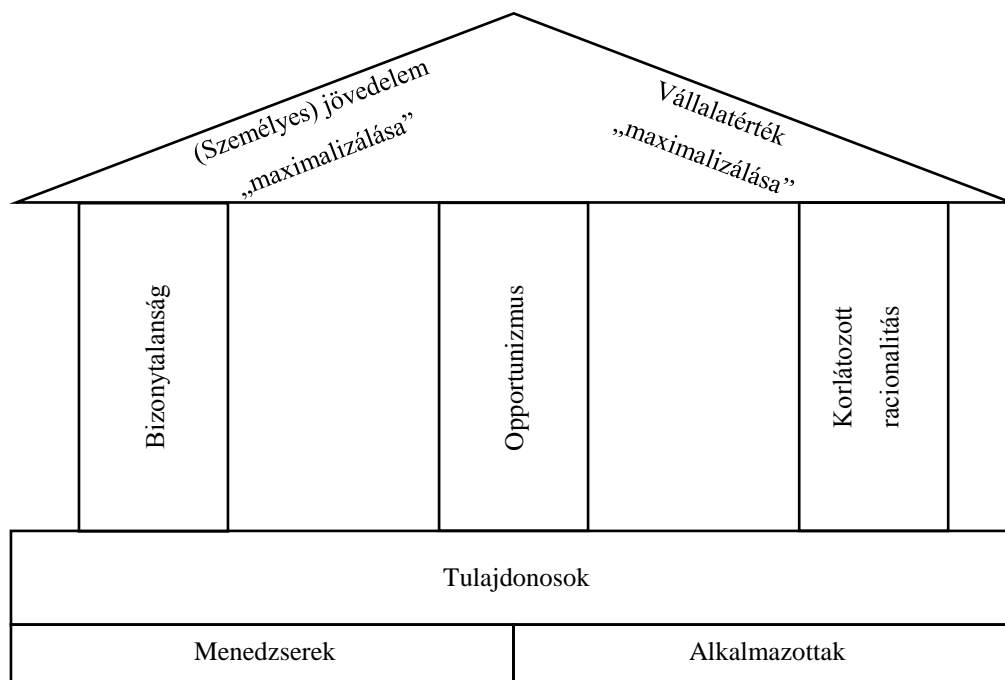 (Személyes) jövedelem
„maximalizálása”
Vállalatérték
„maximalizálása”
Bizonytalanság
Opportunizmus
Korlátozott
racionalitás
Tulajdonosok
Menedzserek
Alkalmazottak